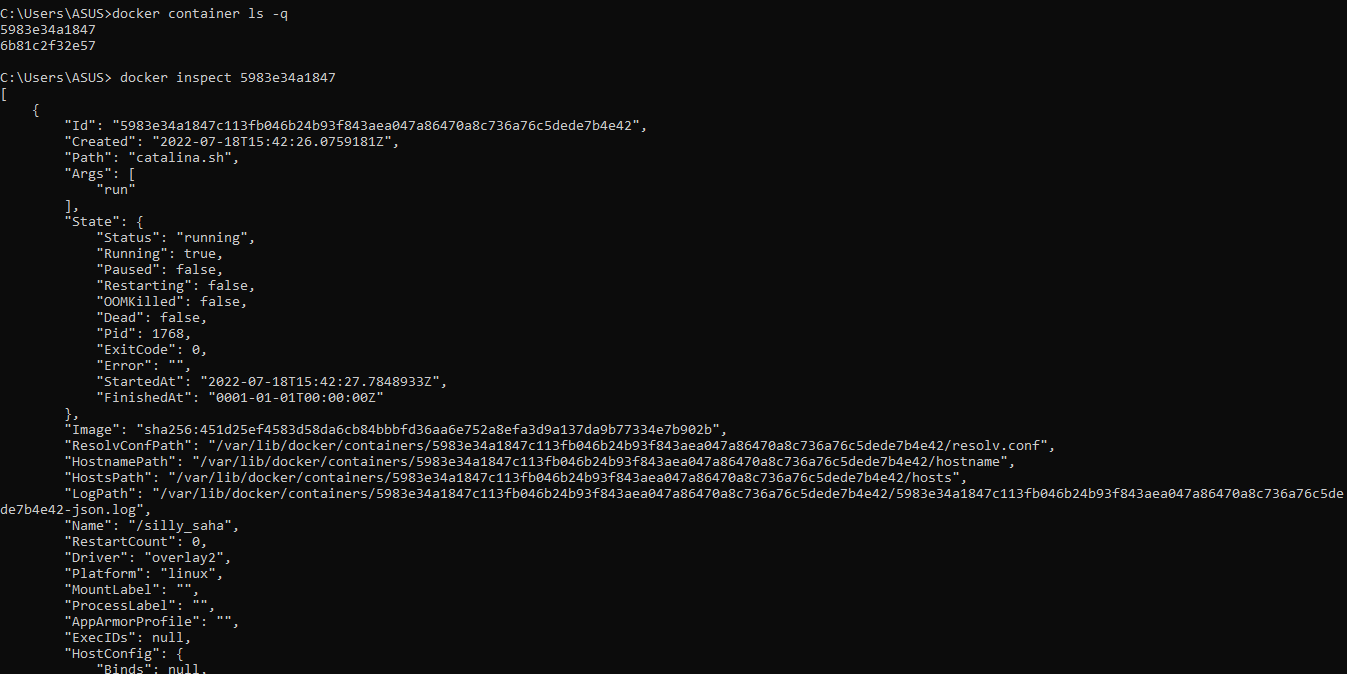 C:\Users\ASUS>docker container ls -q
5983e34a1847
6b81c2f32e57
C:\Users\ASUS> docker inspect 5983e34a1847
[
    {
        "Id": "5983e34a1847c113fb046b24b93f843aea047a86470a8c736a76c5dede7b4e42",
        "Created": "2022-07-18T15:42:26.0759181Z",
        "Path": "catalina.sh",
        "Args": [
            "run"
        ],
        "State": {
            "Status": "running",
            "Running": true,
            "Paused": false,
            "Restarting": false,
            "OOMKilled": false,
            "Dead": false,
            "Pid": 1768,
            "ExitCode": 0,
            "Error": "",
            "StartedAt": "2022-07-18T15:42:27.7848933Z",
            "FinishedAt": "0001-01-01T00:00:00Z"
        },
        "Image": "sha256:451d25ef4583d58da6cb84bbbfd36aa6e752a8efa3d9a137da9b77334e7b902b",
        "ResolvConfPath": "/var/lib/docker/containers/5983e34a1847c113fb046b24b93f843aea047a86470a8c736a76c5dede7b4e42/resolv.conf",
        "HostnamePath": "/var/lib/docker/containers/5983e34a1847c113fb046b24b93f843aea047a86470a8c736a76c5dede7b4e42/hostname",
        "HostsPath": "/var/lib/docker/containers/5983e34a1847c113fb046b24b93f843aea047a86470a8c736a76c5dede7b4e42/hosts",
        "LogPath": "/var/lib/docker/containers/5983e34a1847c113fb046b24b93f843aea047a86470a8c736a76c5dede7b4e42/5983e34a1847c113fb046b24b93f843aea047a86470a8c736a76c5de
de7b4e42-json.log",
        "Name": "/silly_saha",
        "RestartCount": 0,
        "Driver": "overlay2",
        "Platform": "linux",
        "MountLabel": "",
        "ProcessLabel": "",
        "AppArmorProfile": "",
        "ExecIDs": null,
        "HostConfig": {
            "Binds": null,